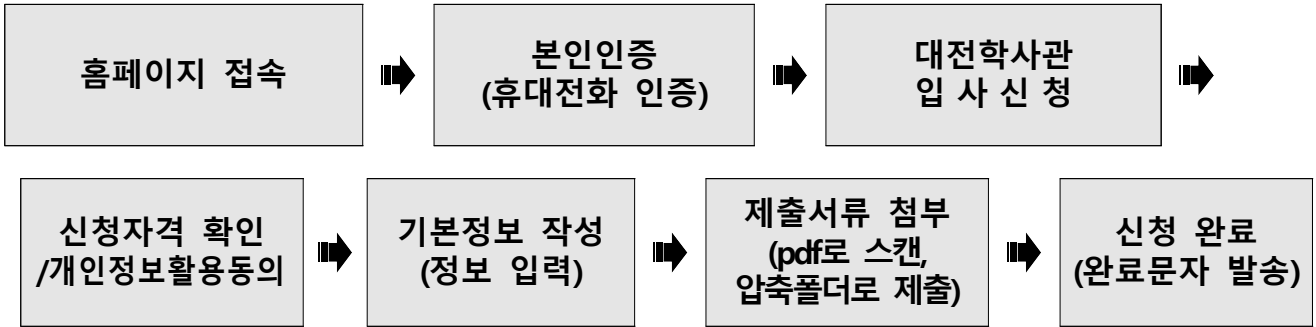 홈페이지 접속
본인인증
(휴대전화 인증)
대전학사관
입 사 신 청
신청자격 확인
/개인정보활용동의
기본정보 작성
(정보 입력)
제출서류 첨부
(pdf로 스캔,
압축폴더로 제출)
신청 완료
(완료문자 발송)